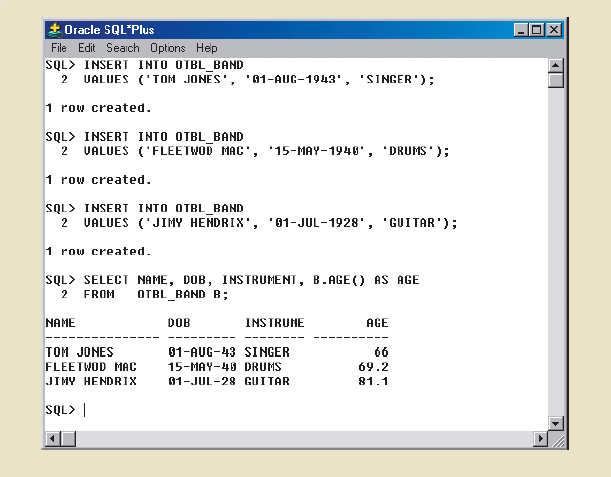 Oracle SQL*Plus
File Edit Search Options Help
SQL> INSERT INTO OTBL_BAND
2 VALUES ('TOM JONES', '01-AUG-1943', 'SINGER');
1 row created.
SQL> INSERT INTO OTBL_BAND
2 VALUES ('FLEETWOD MAC', '15-MAY-1940', 'DRUMS');
1 row created.
SQL> INSERT INTO OTBL_BAND
2 VALUES ('JIMY HENDRIX', '01-JUL-1928', 'GUITAR');
1 row created.
SQL> SELECT NAME, DOB, INSTRUMENT, B.AGE() AS AGE
2 FROM OTBL_BAND B;
NAME DOB INSTRUME AGE
--------------- --------- -------- ----------
TOM JONES 01-AUG-43 SINGER 66
FLEETWOD MAC 15-MAY-40 DRUMS 69.2
JIMY HENDRIX 01-JUL-28 GUITAR 81.1
SQL>